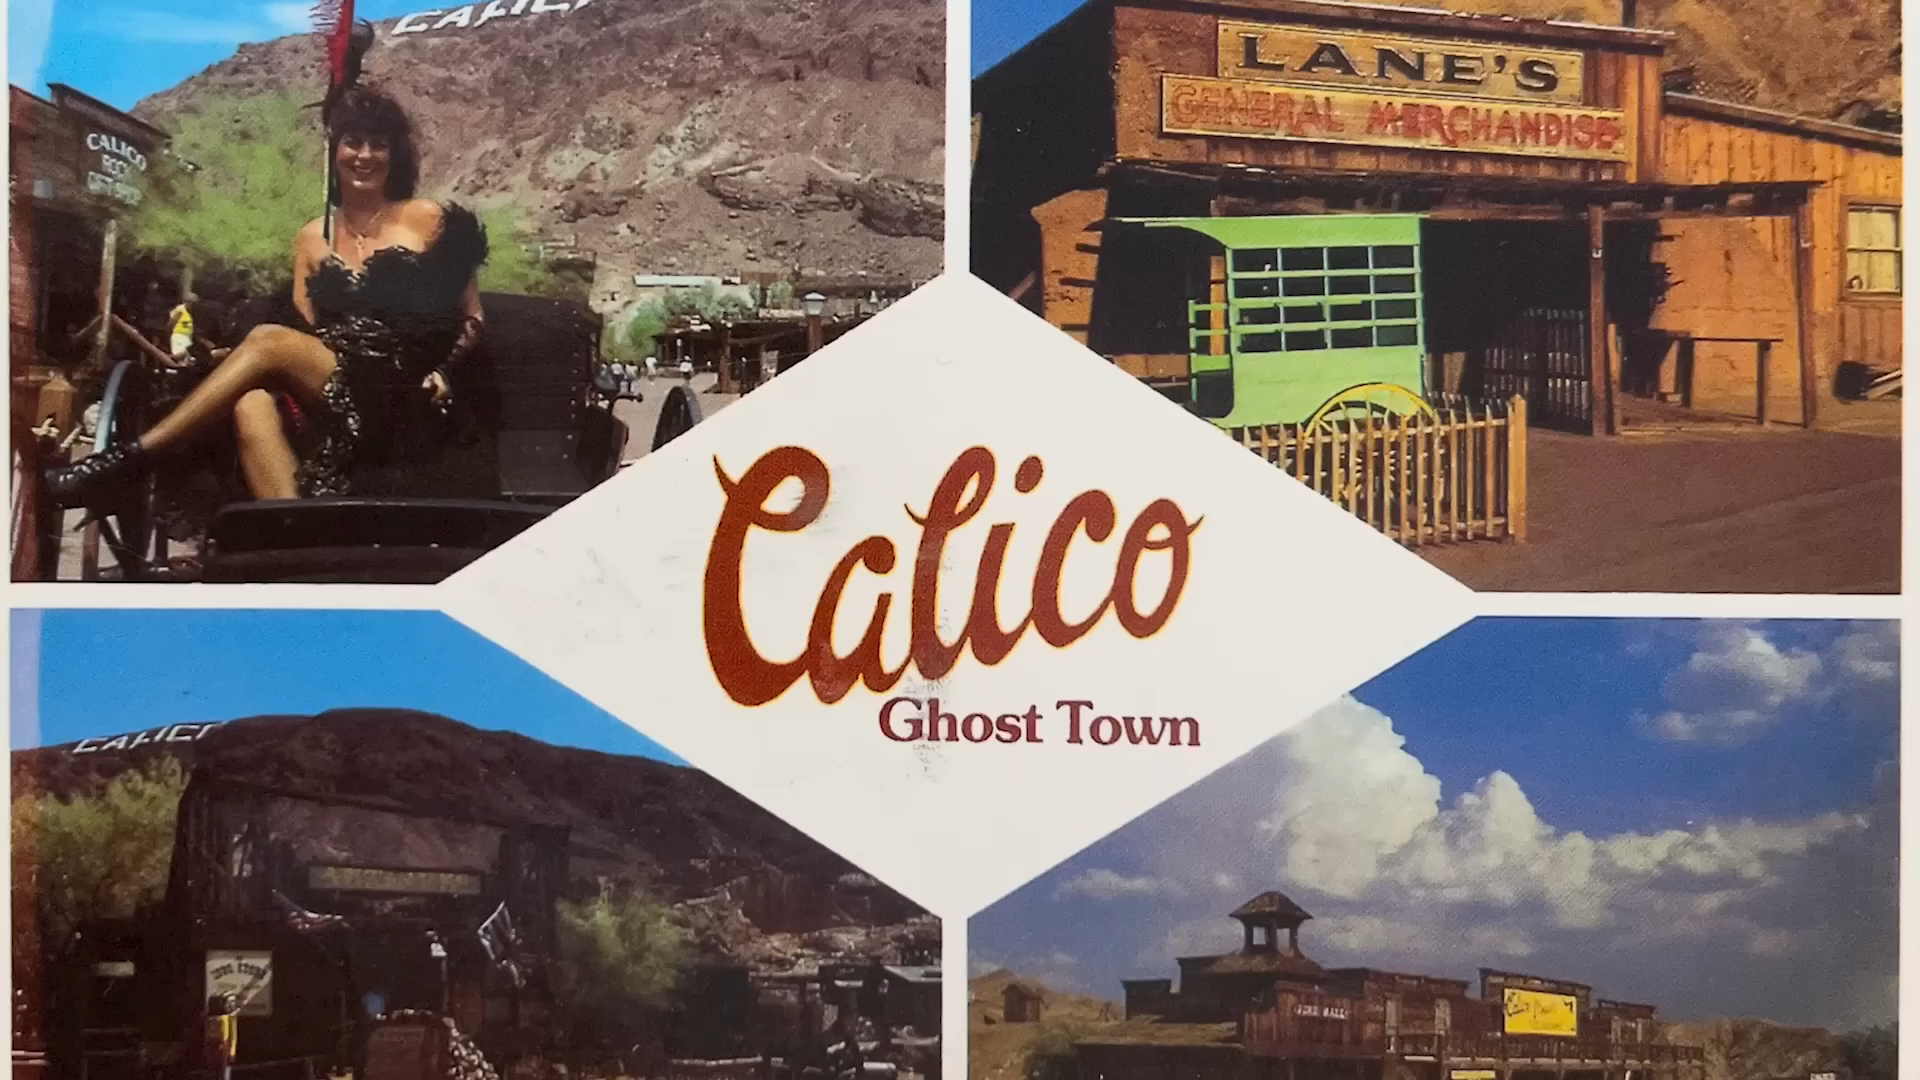 CALICO
CALICO
ROCK
GIFT SHOP
LANE'S
GENERAL MERCHANDISE
Calico
Ghost Town
CALICO